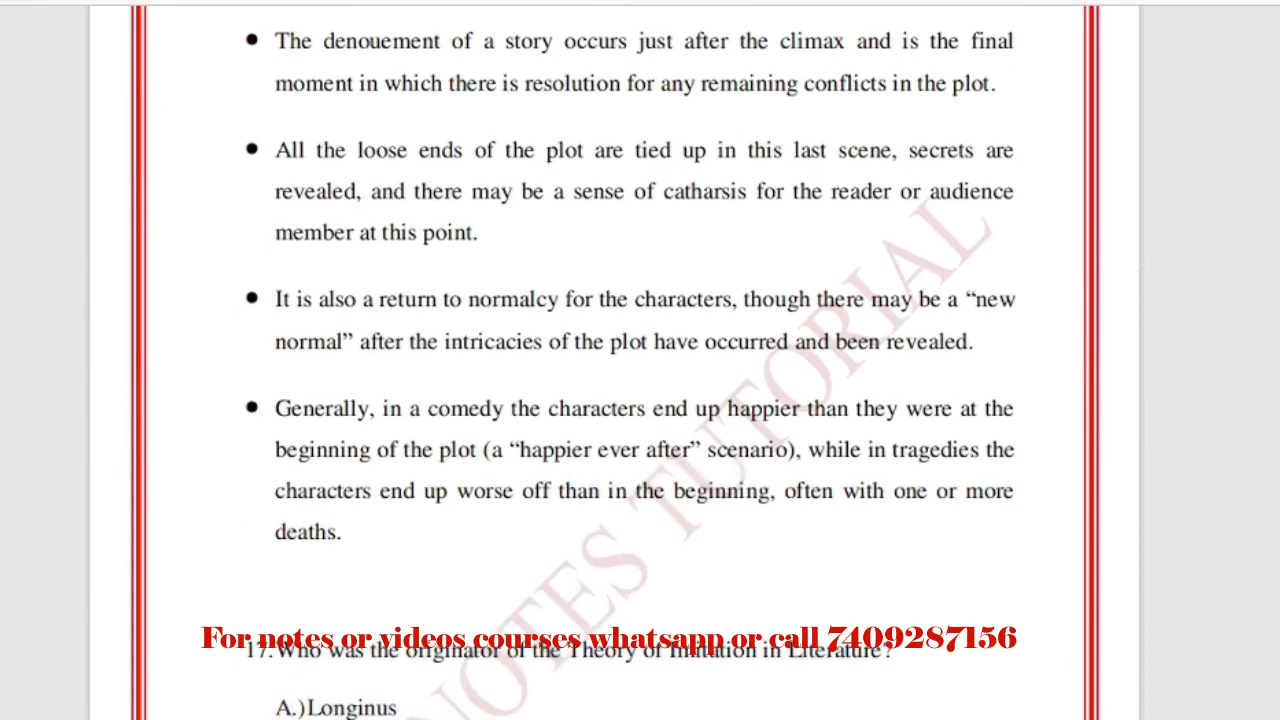 • The denouement of a story occurs just after the climax and is the final
moment in which there is resolution for any remaining conflicts in the plot.
• All the loose ends of the plot are tied up in this last scene, secrets are
revealed, and there may be a sense of catharsis for the reader or audience
member at this point.
• It is also a return to normalcy for the characters, though there may be a “new
normal” after the intricacies of the plot have occurred and been revealed.
• Generally, in a comedy the characters end up happier than they were at the
beginning of the plot (a “happier ever after” scenario), while in tragedies the
characters end up worse off than in the beginning, often with one or more
deaths.
For notes or videos courses whatsapp or call 7409287156
17. Who was the originator of the Theory of Imitation in Literature?
A.)Longinus
NOTES TUTORIAL